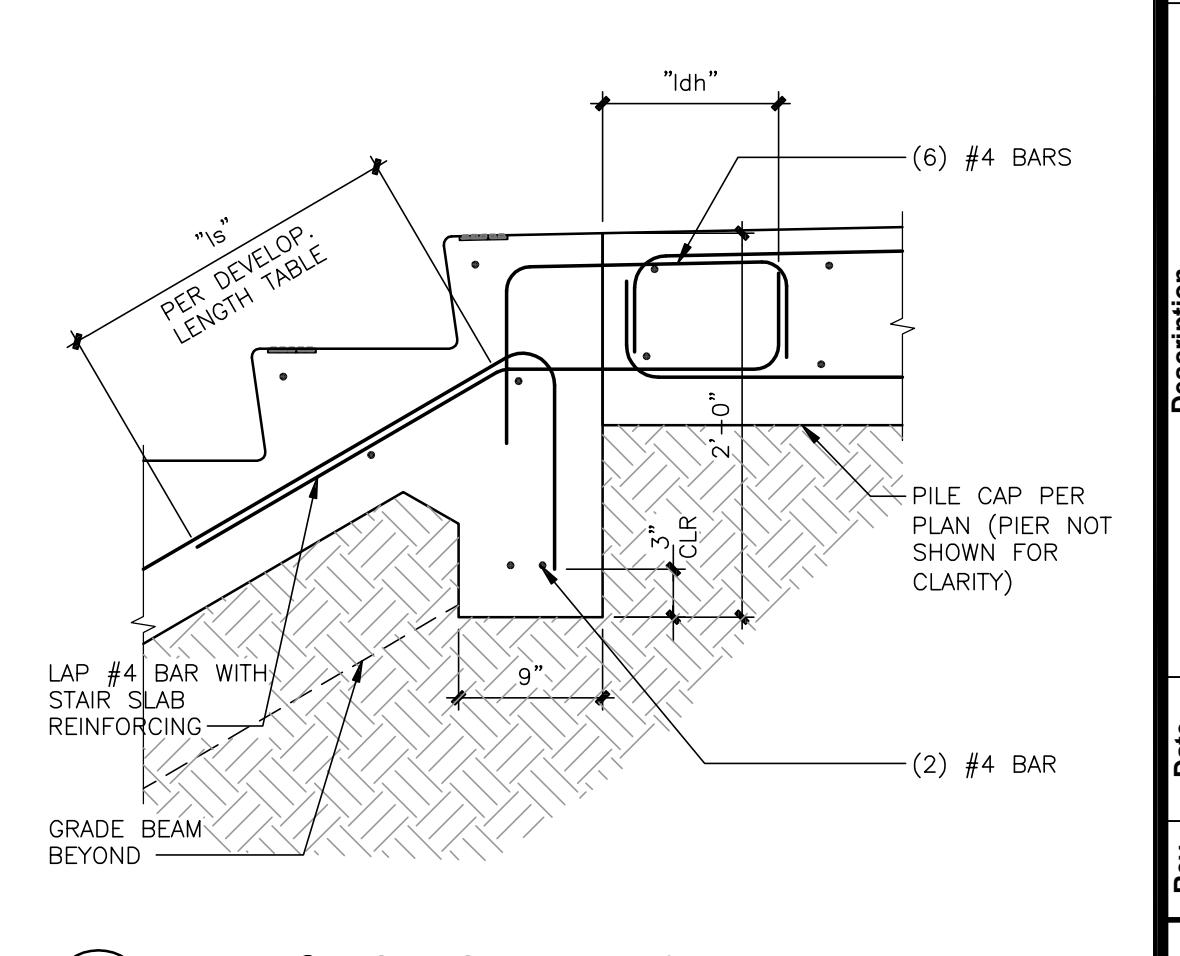 "ldh"
(6) #4 BARS
"ls"
PER DEVELOP.
LENGTH TABLE
2'-0"
3"
CLR
PILE CAP PER
PLAN (PIER NOT
SHOWN FOR
CLARITY)
LAP #4 BAR WITH
STAIR SLAB
REINFORCING
9"
(2) #4 BAR
GRADE BEAM
BEYOND
Description
Date